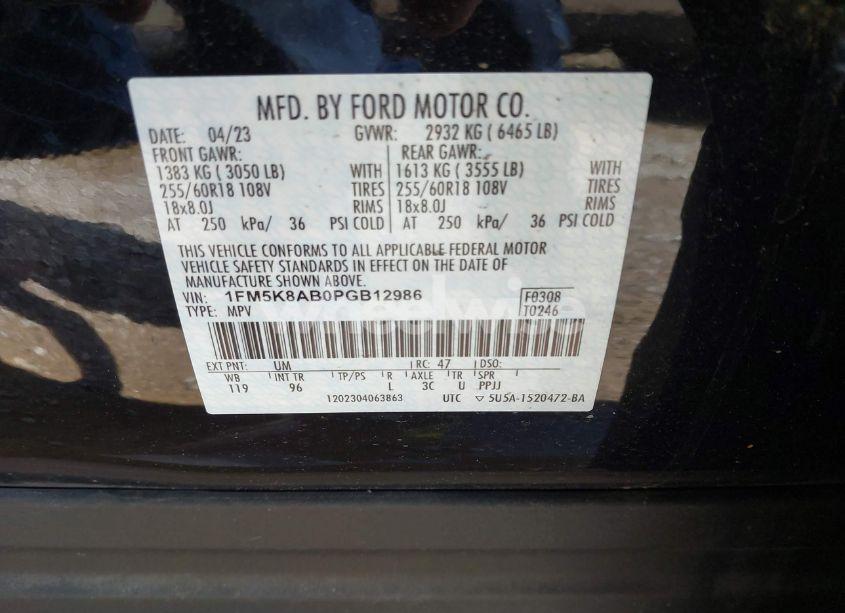 MFD. BY FORD MOTOR CO.
DATE: 04/23 GVWR: 2932 KG ( 6465 LB)
FRONT GAWR: REAR GAWR:
1383 KG ( 3050 LB) WITH 1613 KG ( 3555 LB) WITH
255/60R18 108V TIRES 255/60R18 108V TIRES
18x8.0J RIMS 18x8.0J RIMS
AT 250 kPa/ 36 PSI COLD AT 250 kPa/ 36 PSI COLD
THIS VEHICLE CONFORMS TO ALL APPLICABLE FEDERAL MOTOR
VEHICLE SAFETY STANDARDS IN EFFECT ON THE DATE OF
MANUFACTURE SHOWN ABOVE.
VIN: 1FM5K8AB0PGB12986 F0308
TYPE: MPV T0246
EXT PNT: UM RC: 47 DSO:
WB INT TR TP/PS R AXLE TR SPR
119 96 L 3C U PPJJ
1202304063863 UTC ▽ 5U5A-1520472-BA